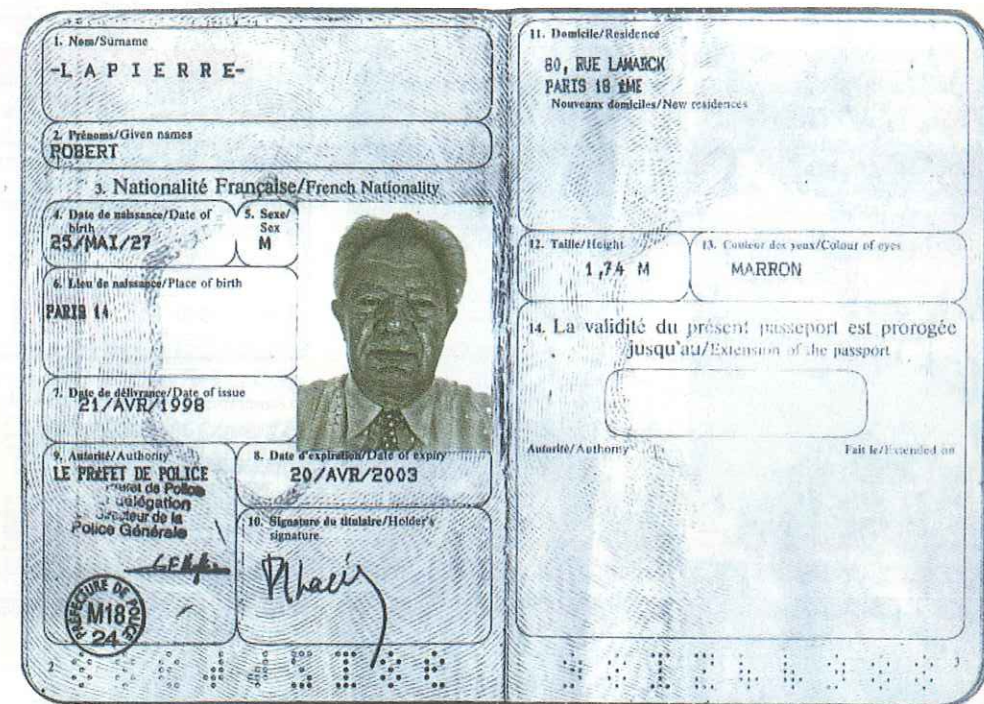 1. Nom/Surname
-LAPIERRE-
2. Prénoms/Given names
ROBERT
3. Nationalité Française/French Nationality
4. Date de naissance/Date of
birth
25/MAI/27
5. Sexe/
Sex
M
6. Lieu de naissance/Place of birth
PARIS 14
7. Date de délivrance/Date of issue
21/AVR/1998
9. Autorité/Authority
LE PREFET DE POLICE
Délégation
Directeur de la
Police Générale
PREFECTURE DE POLICE
M18
24
8. Date d'expiration/Date of expiry
20/AVR/2003
10. Signature du titulaire/Holder's
signature
2
11. Domicile/Residence
80, RUE LAMARCK
PARIS 18 EME
Nouveaux domiciles/New residences
12. Taille/Height
1,74 M
13. Couleur des yeux/Colour of eyes
MARRON
14. La validité du présent passeport est prorogée
jusqu'au/Extension of the passport
Autorité/Authority
Fait le/Extended on
3